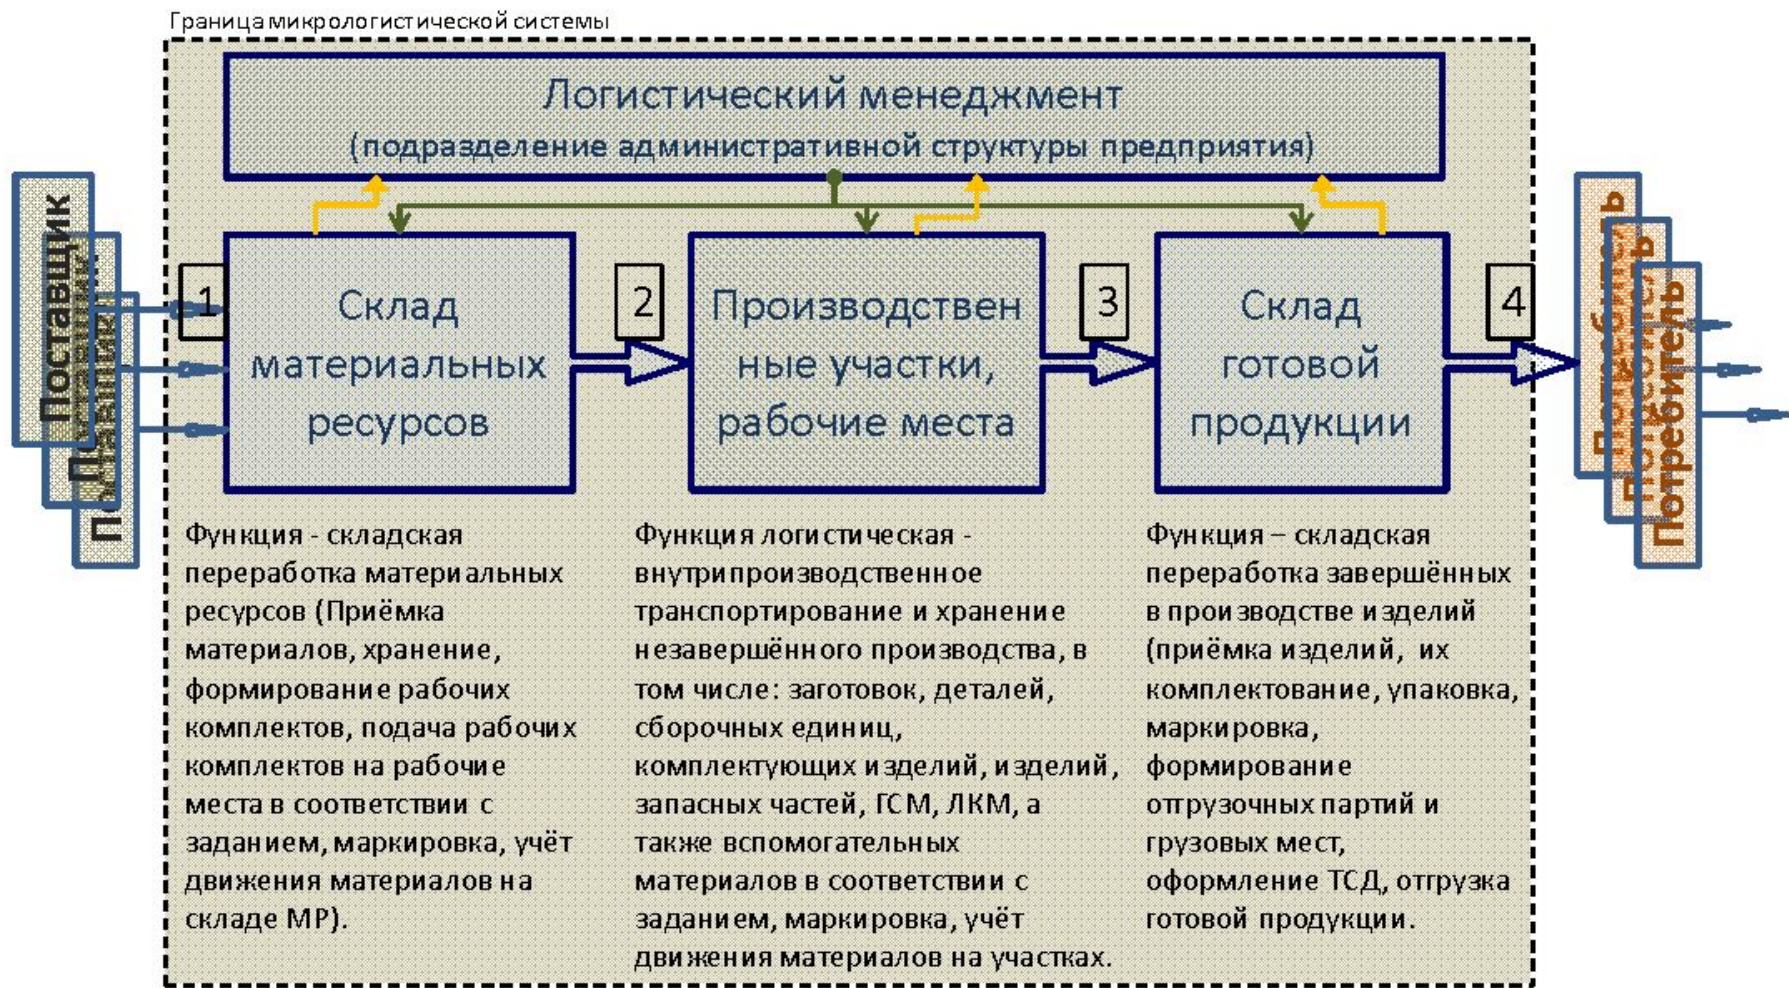 Граница микрологистической системы
Логистический менеджмент
(подразделение административной структуры предприятия)
Поставщик
Поставщик
Поставщик
1
Склад
материальных
ресурсов
2
Производствен
ные участки,
рабочие места
3
Склад
готовой
продукции
4
Потребитель
Потребитель
Потребитель
Функция - складская
переработка материальных
ресурсов (Приёмка
материалов, хранение,
формирование рабочих
комплектов, подача рабочих
комплектов на рабочие
места в соответствии с
заданием, маркировка, учёт
движения материалов на
складе МР).
Функция логистическая -
внутрипроизводственное
транспортирование и хранение
незавершённого производства, в
том числе: заготовок, деталей,
сборочных единиц,
комплектующих изделий, изделий,
запасных частей, ГСМ, ЛКМ, а
также вспомогательных
материалов в соответствии с
заданием, маркировка, учёт
движения материалов на участках.
Функция – складская
переработка завершённых
в производстве изделий
(приёмка изделий, их
комплектование, упаковка,
маркировка,
формирование
отгрузочных партий и
грузовых мест,
оформление ТСД, отгрузка
готовой продукции.